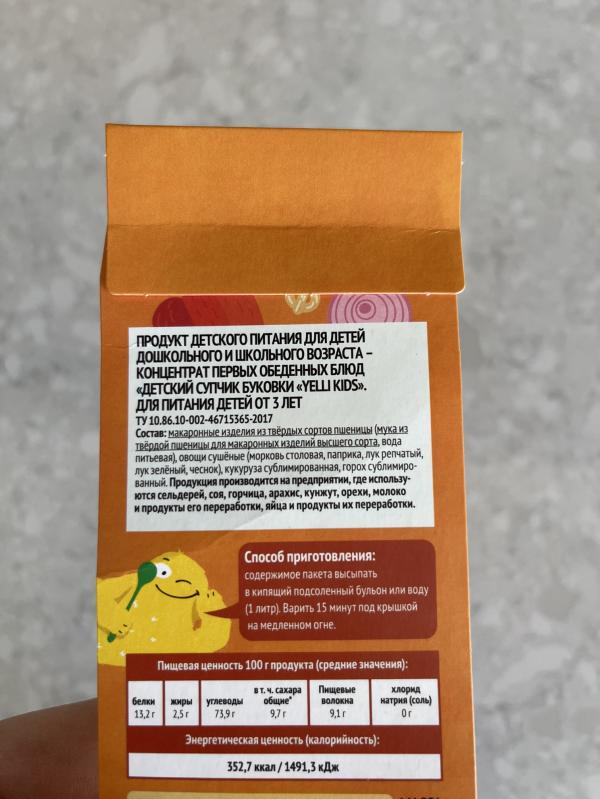 ПРОДУКТ ДЕТСКОГО ПИТАНИЯ ДЛЯ ДЕТЕЙ
ДОШКОЛЬНОГО И ШКОЛЬНОГО ВОЗРАСТА –
КОНЦЕНТРАТ ПЕРВЫХ ОБЕДЕННЫХ БЛЮД
«ДЕТСКИЙ СУПЧИК БУКОВКИ «YELLI KIDS».
ДЛЯ ПИТАНИЯ ДЕТЕЙ ОТ 3 ЛЕТ
ТУ 10.86.10-002-46715365-2017
Состав: макаронные изделия из твёрдых сортов пшеницы (мука из
твёрдой пшеницы для макаронных изделий высшего сорта, вода
питьевая), овощи сушёные (морковь столовая, паприка, лук репчатый,
лук зелёный, чеснок), кукуруза сублимированная, горох сублимиро-
ванный. Продукция производится на предприятии, где использу-
ются сельдерей, соя, горчица, арахис, кунжут, орехи, молоко
и продукты его переработки, яйца и продукты их переработки.
Способ приготовления:
содержимое пакета высыпать
в кипящий подсоленный бульон или воду
(1 литр). Варить 15 минут под крышкой
на медленном огне.
Пищевая ценность 100 г продукта (средние значения):
белки жиры углеводы в т. ч. сахара общие* Пищевые волокна хлорид натрия (соль)
13,2 г 2,5 г 73,9 г 9,7 г 9,1 г 0 г
Энергетическая ценность (калорийность):
352,7 ккал / 1491,3 кДж